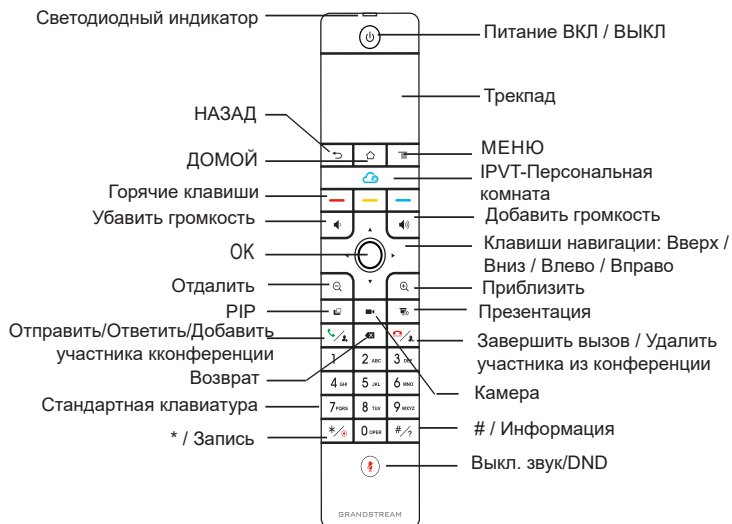 Светодиодный индикатор
Питание ВКЛ / ВЫКЛ
Трекпад
НАЗАД
ДОМОЙ
МЕНЮ
IPVT-Персональная
комната
Горячие клавиши
Убавить громкость
Добавить громкость
OK
Клавиши навигации: Вверх /
Вниз / Влево / Вправо
Отдалить
Приблизить
PIP
Презентация
Отправить/Ответить/Добавить
участника кконференции
Завершить вызов / Удалить
участника из конференции
Возврат
Камера
Стандартная клавиатура
* / Запись
# / Информация
Выкл. звук/DND
1 2 ABC 3 DEF
4 GHI 5 JKL 6 MNO
7 PQRS 8 TUV 9 WXYZ
*/ 0 OPER #/?
GRANDSTREAM